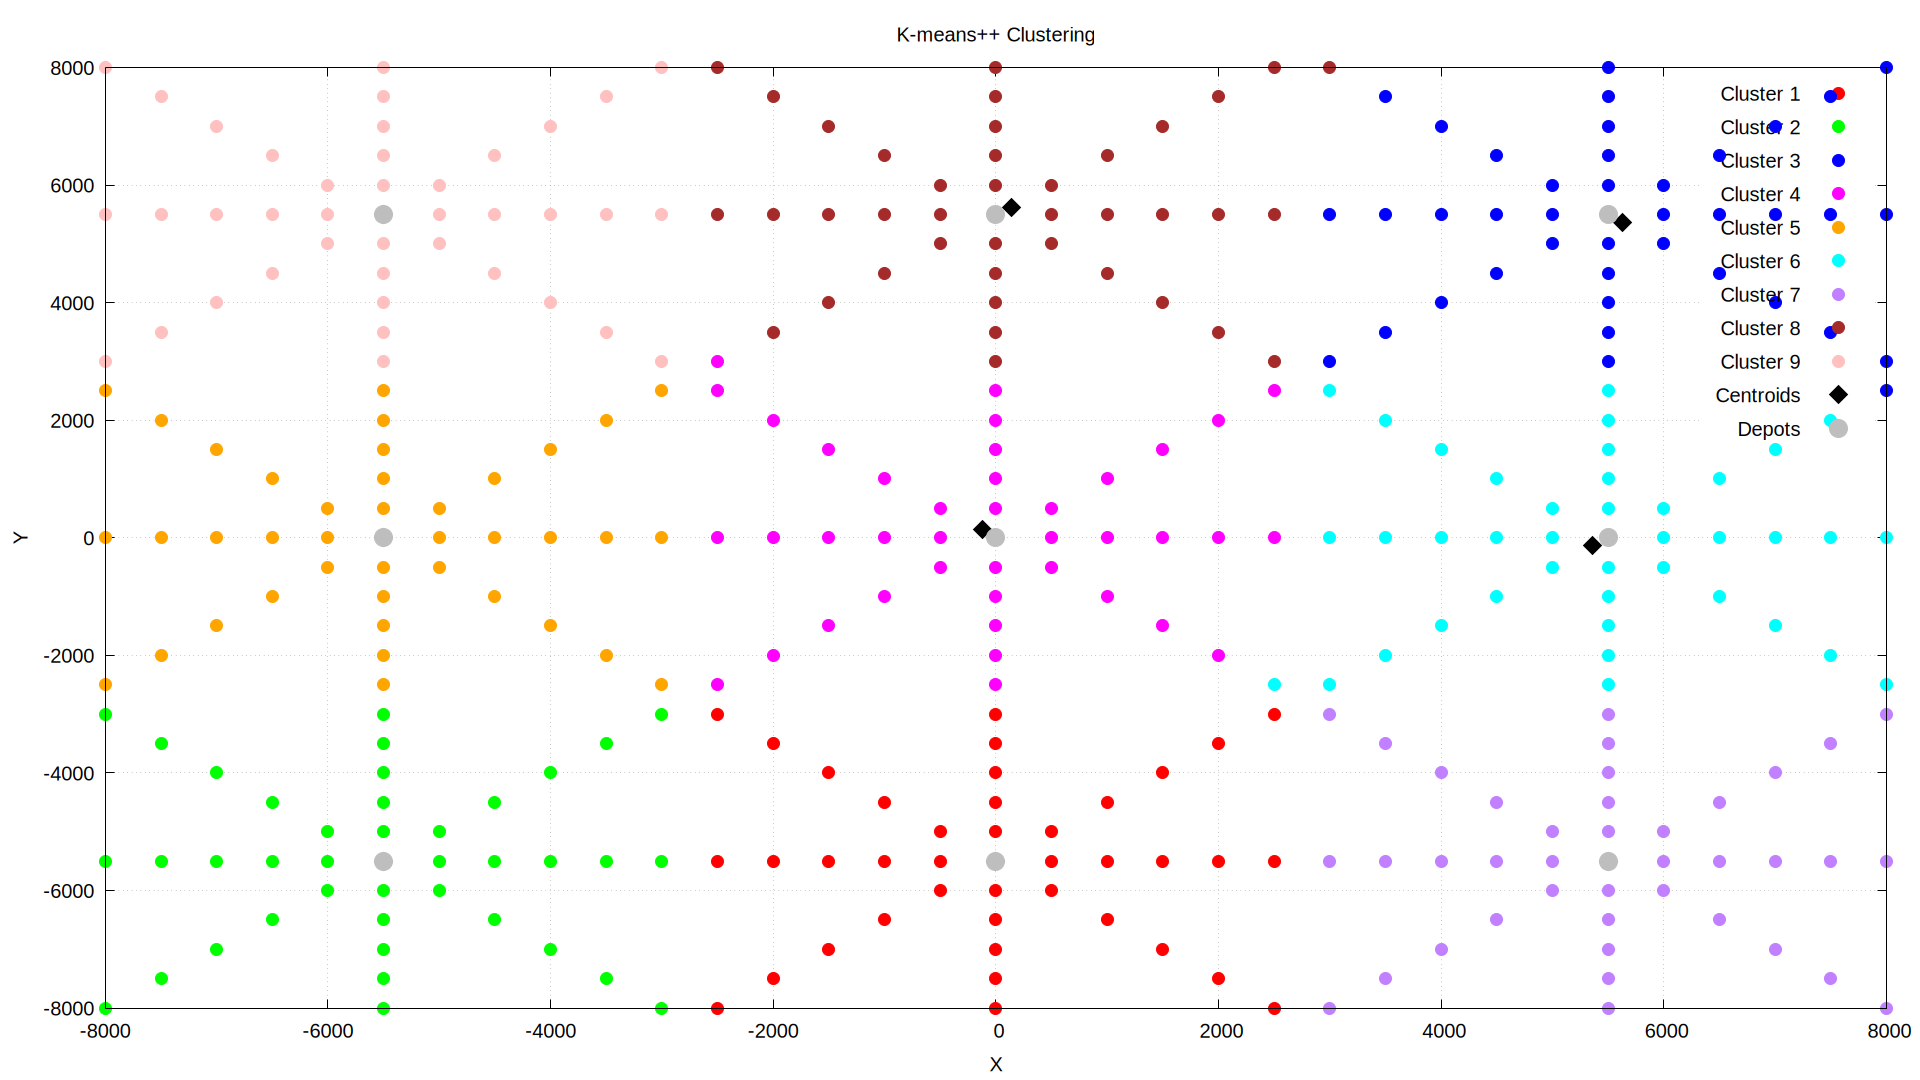 K-means++ Clustering
8000
6000
4000
2000
0
-2000
-4000
-6000
-8000
Y
Cluster 1
Cluster 2
Cluster 3
Cluster 4
Cluster 5
Cluster 6
Cluster 7
Cluster 8
Cluster 9
Centroids
Depots
-8000 -6000 -4000 -2000 0 2000 4000 6000 8000
X